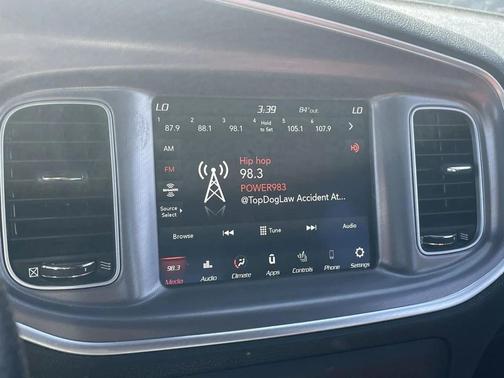 LO 3:39 84° out. LO
1 87.9 2 88.1 3 98.1 4 Hold to Set 5 105.1 6 107.9
AM
FM
Source Select
Hip hop
98.3
POWER983
@TopDogLaw Accident At...
Browse Tune Audio
98.3
Media Audio Climate Apps Controls Phone Settings